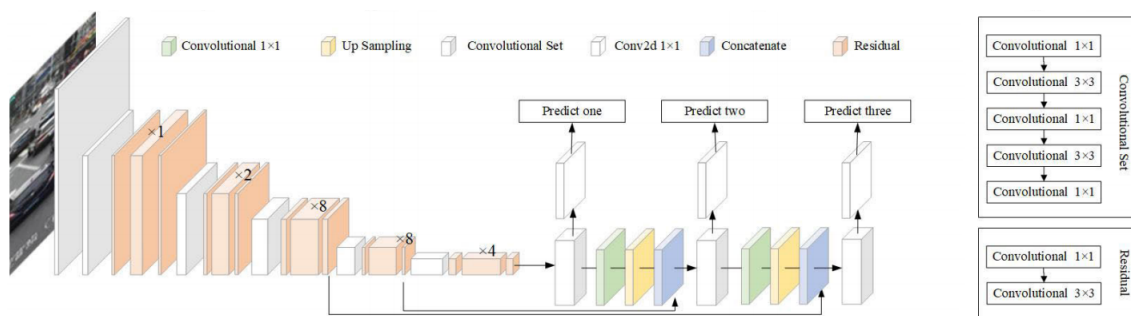 Convolutional 1×1
Up Sampling
Convolutional Set
Conv2d 1×1
Concatenate
Residual
×1
×2
×8
×8
×4
Predict one
Predict two
Predict three
Convolutional 1×1
Convolutional 3×3
Convolutional 1×1
Convolutional 3×3
Convolutional 1×1
Convolutional Set
Convolutional 1×1
Convolutional 3×3
Residual